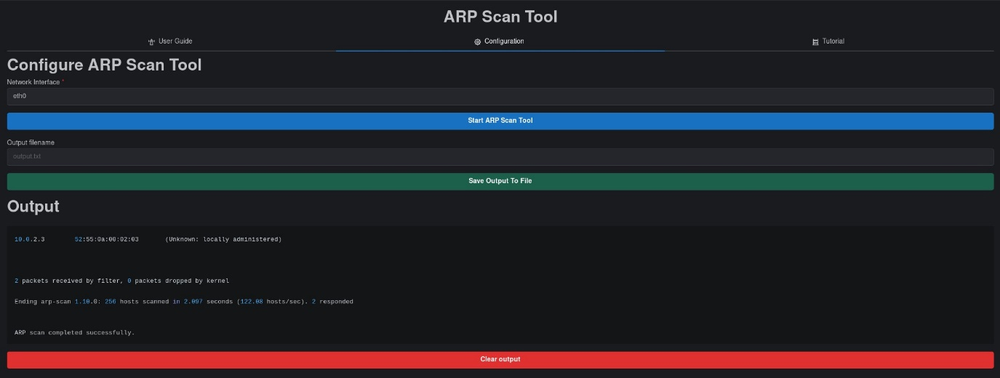 ARP Scan Tool
User Guide
Configuration
Tutorial
Configure ARP Scan Tool
Network Interface *
eth0
Start ARP Scan Tool
Output filename
output.txt
Save Output To File
Output
10.0.2.3 52:55:0a:00:02:03 (Unknown: locally administered)
2 packets received by filter, 0 packets dropped by kernel
Ending arp-scan 1.10.0: 256 hosts scanned in 2.097 seconds (122.08 hosts/sec). 2 responded
ARP scan completed successfully.
Clear output